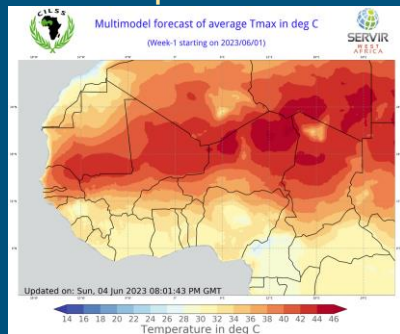 CILSS
Multimodel forecast of average Tmax in deg C
(Week-1 starting on 2023/06/01)
SERVIR
WEST AFRICA
Updated on: Sun, 04 Jun 2023 08:01:43 PM GMT
14 16 18 20 22 24 26 28 30 32 34 36 38 40 42 44 46
Temperature in deg C